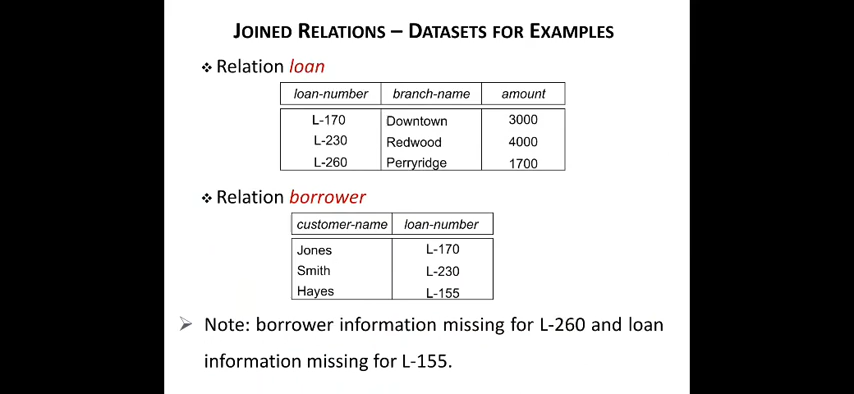 JOINED RELATIONS – DATASETS FOR EXAMPLES
❖ Relation loan
loan-number branch-name amount
L-170 Downtown 3000
L-230 Redwood 4000
L-260 Perryridge 1700
❖ Relation borrower
customer-name loan-number
Jones L-170
Smith L-230
Hayes L-155
➢ Note: borrower information missing for L-260 and loan
information missing for L-155.